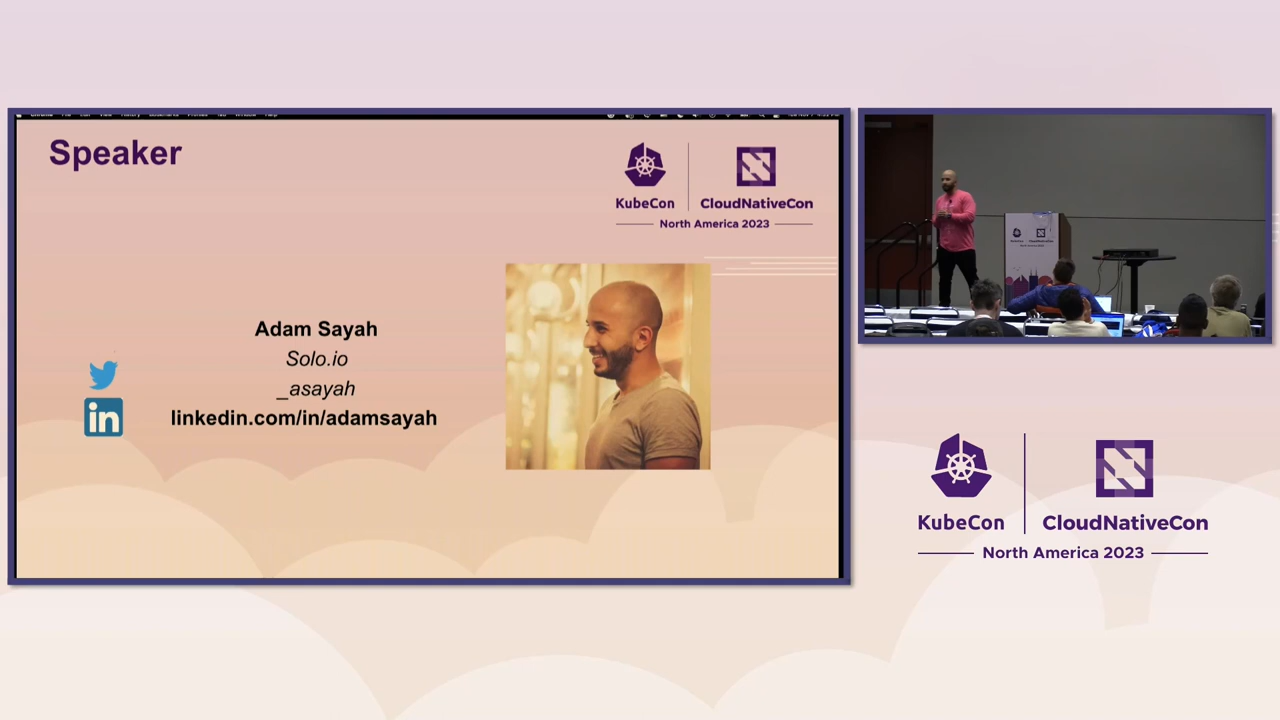 Speaker
KubeCon
CloudNativeCon
North America 2023
Adam Sayah
Solo.io
_asayah
linkedin.com/in/adamsayah
in
KubeCon
CloudNativeCon
North America 2023